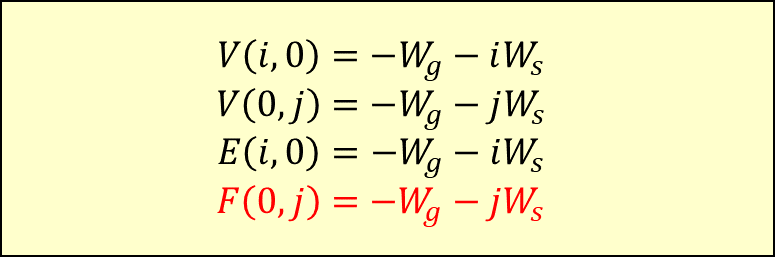 V(i, 0) = −W_g − iW_s
V(0, j) = −W_g − jW_s
E(i, 0) = −W_g − iW_s
F(0, j) = −W_g − jW_s